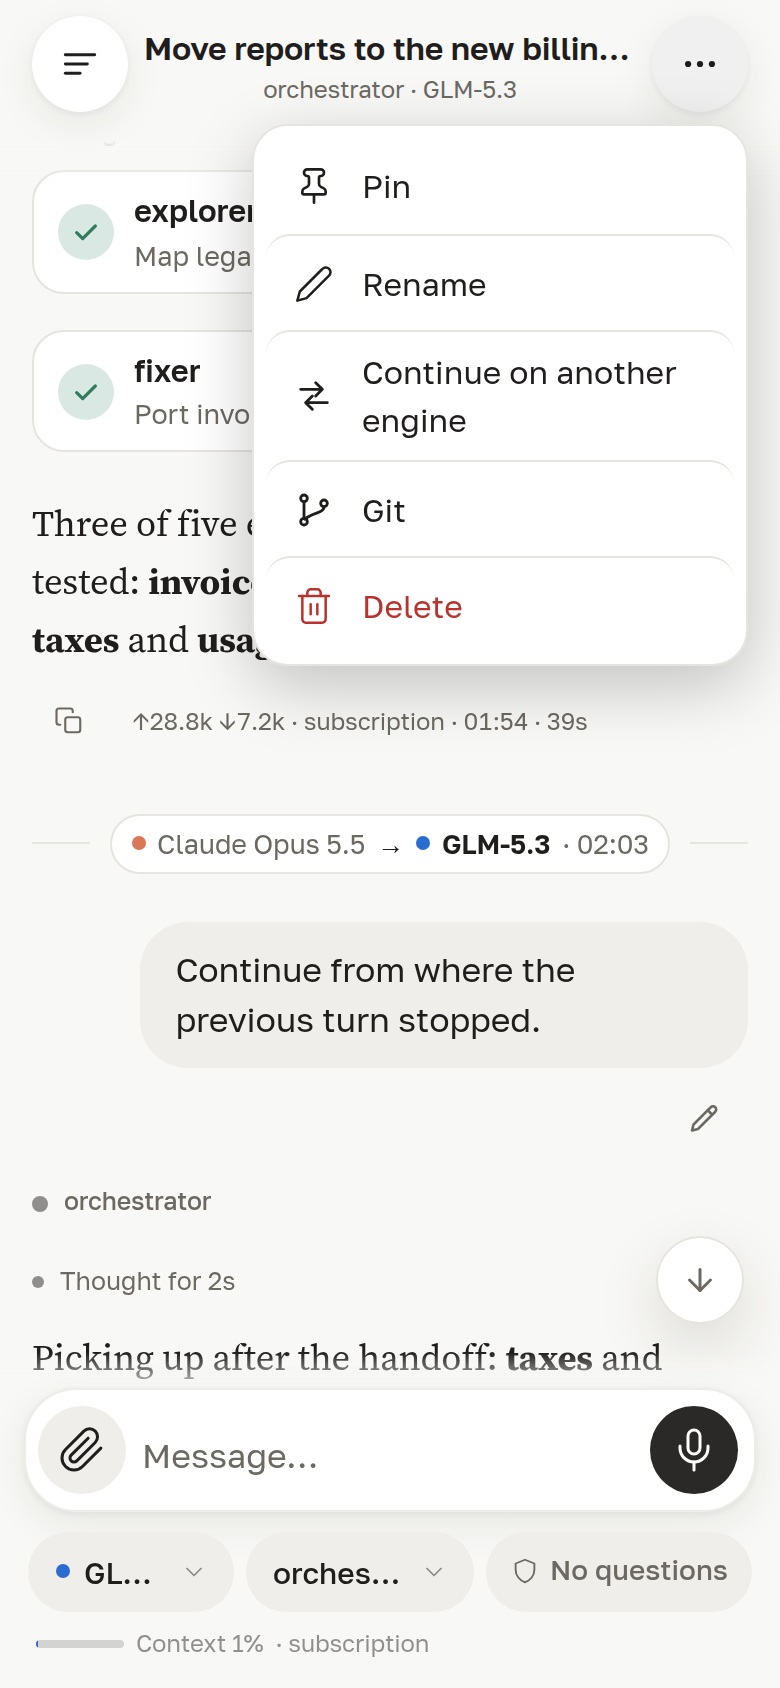 Move reports to the new billin…
orchestrator · GLM-5.3
Pin
Rename
Continue on another
engine
Git
Delete
explorer
Map lega
fixer
Port invo
Three of five
tested: invoic
taxes and usag
↑28.8k ↓7.2k · subscription · 01:54 · 39s
Claude Opus 5.5 → GLM-5.3 · 02:03
Continue from where the
previous turn stopped.
orchestrator
Thought for 2s
Picking up after the handoff: taxes and
Message…
GL…
orches…
No questions
Context 1% · subscription